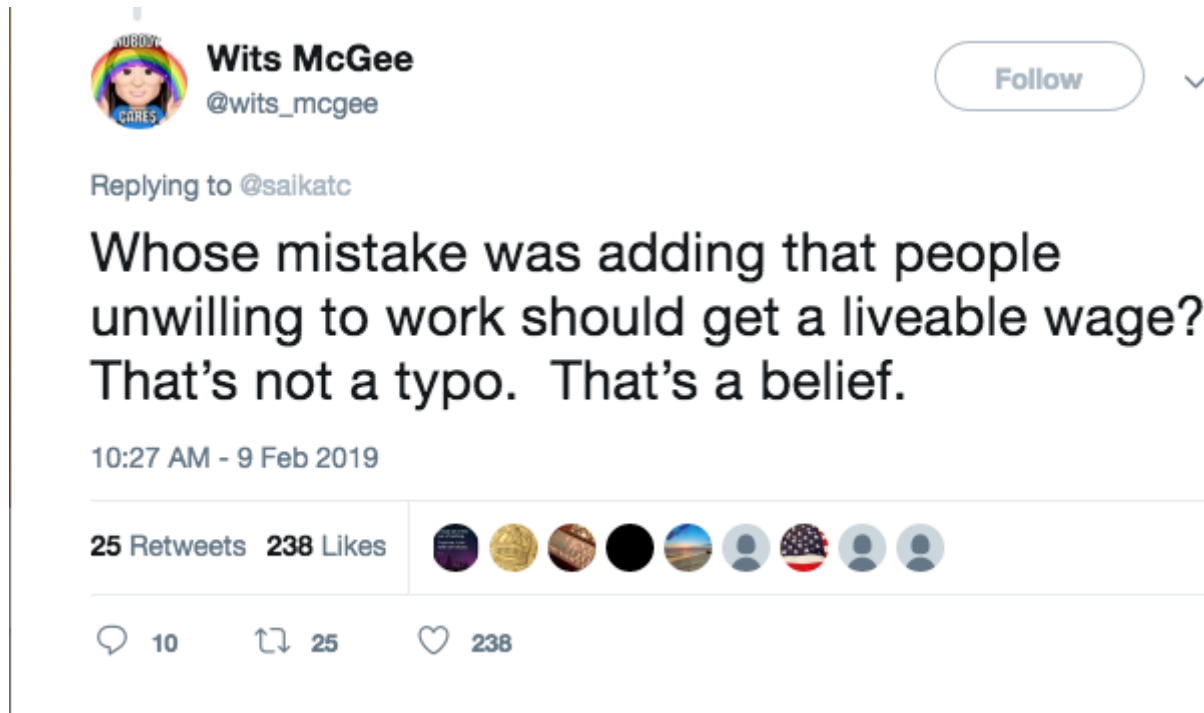 NOBODY
CARES
Wits McGee
@wits_mcgee
Follow
Replying to @saikatc
Whose mistake was adding that people
unwilling to work should get a liveable wage?
That’s not a typo.  That’s a belief.
10:27 AM - 9 Feb 2019
25 Retweets 238 Likes
10 25 238